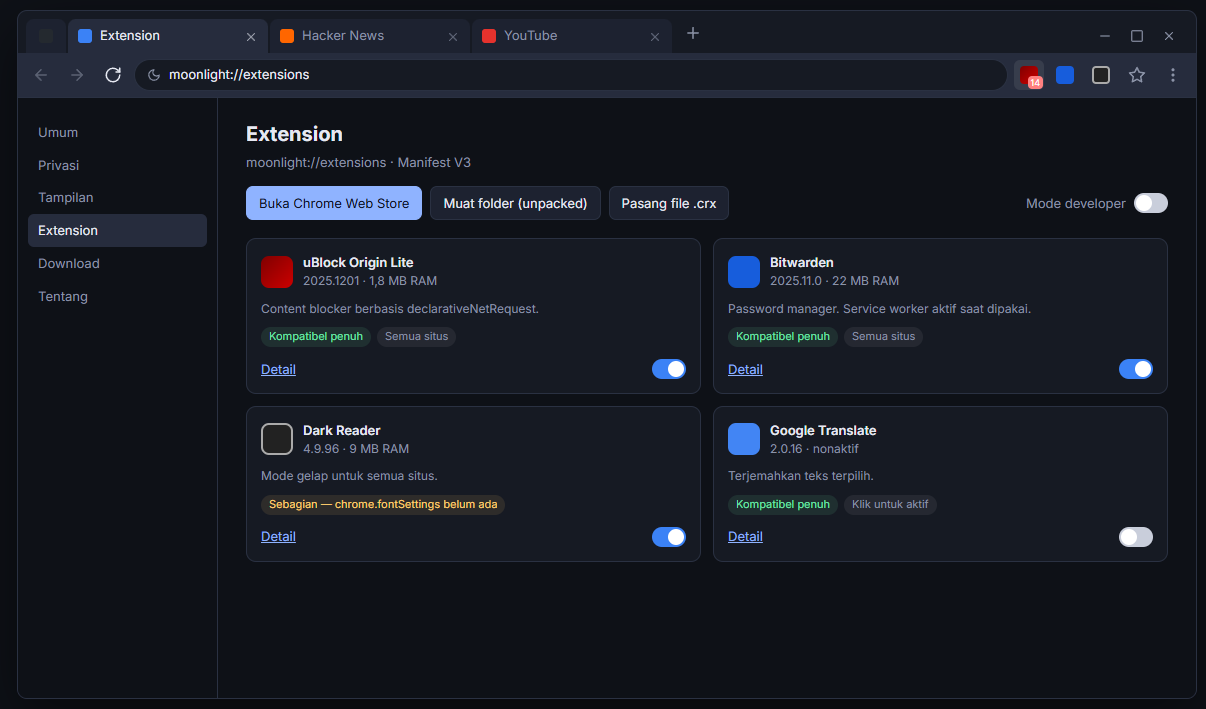 Extension
Hacker News
YouTube
moonlight://extensions
14
Umum
Privasi
Tampilan
Extension
Download
Tentang
Extension
moonlight://extensions · Manifest V3
Buka Chrome Web Store
Muat folder (unpacked)
Pasang file .crx
Mode developer
uBlock Origin Lite
2025.1201 · 1,8 MB RAM
Content blocker berbasis declarativeNetRequest.
Kompatibel penuh
Semua situs
Detail
Bitwarden
2025.11.0 · 22 MB RAM
Password manager. Service worker aktif saat dipakai.
Kompatibel penuh
Semua situs
Detail
Dark Reader
4.9.96 · 9 MB RAM
Mode gelap untuk semua situs.
Sebagian — chrome.fontSettings belum ada
Detail
Google Translate
2.0.16 · nonaktif
Terjemahkan teks terpilih.
Kompatibel penuh
Klik untuk aktif
Detail